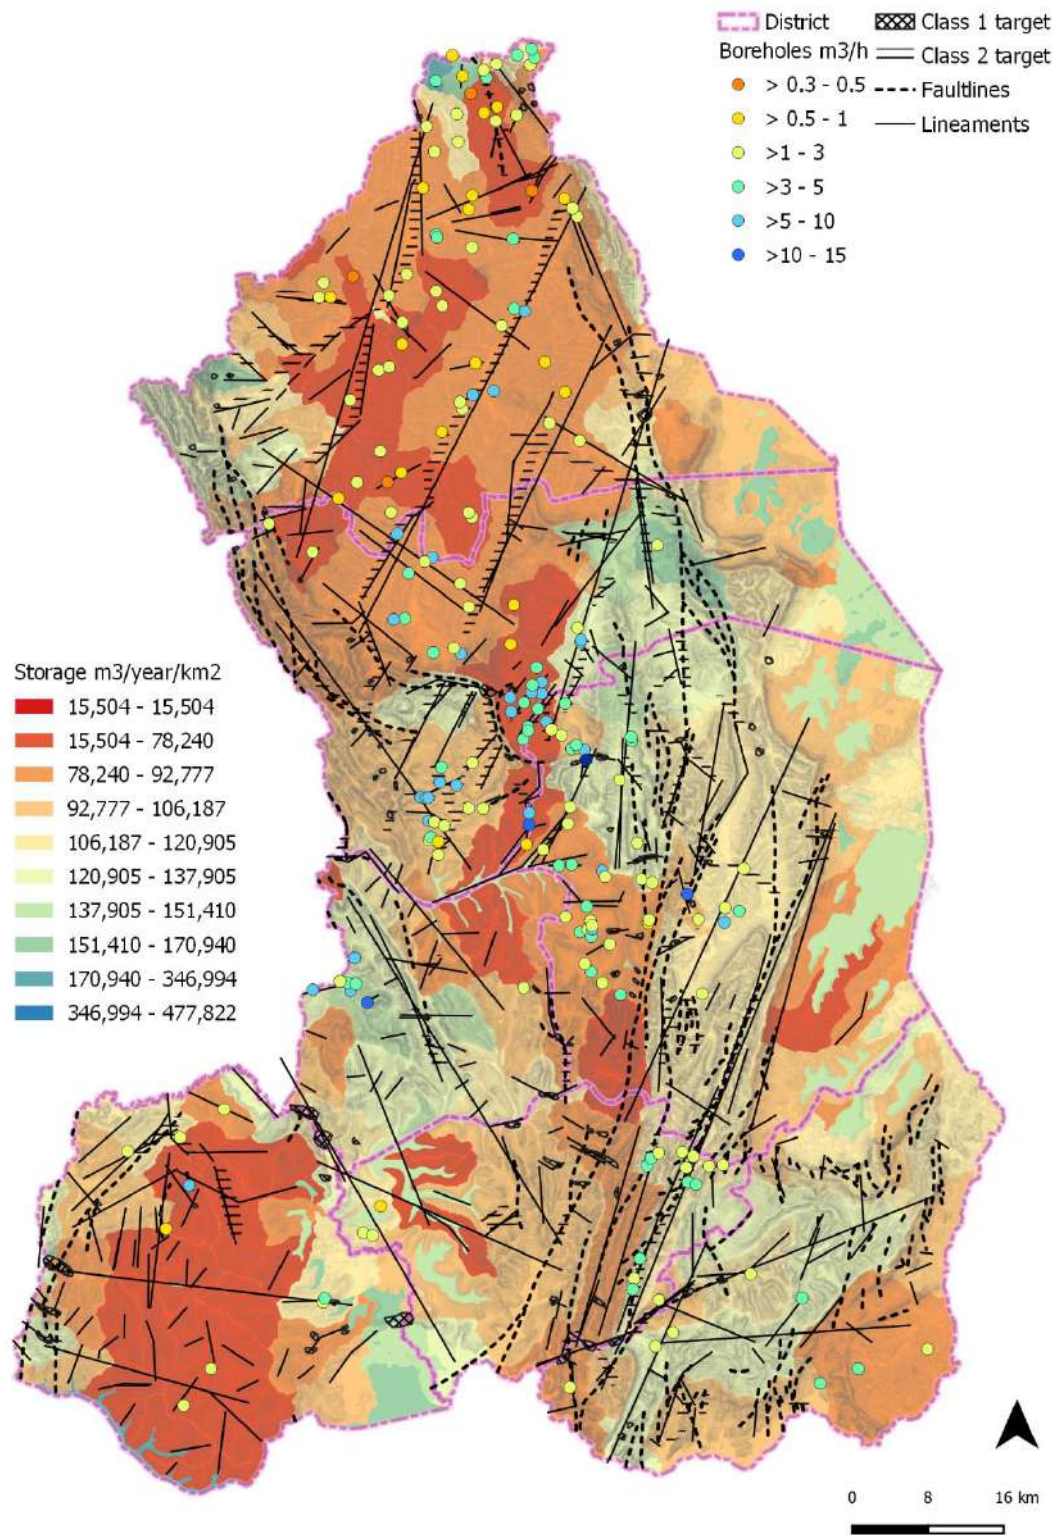 District
Boreholes m3/h
> 0.3 - 0.5
> 0.5 - 1
>1 - 3
>3 - 5
>5 - 10
>10 - 15
Class 1 target
Class 2 target
Faultlines
Lineaments
Storage m3/year/km2
15,504 - 15,504
15,504 - 78,240
78,240 - 92,777
92,777 - 106,187
106,187 - 120,905
120,905 - 137,905
137,905 - 151,410
151,410 - 170,940
170,940 - 346,994
346,994 - 477,822
0 8 16 km